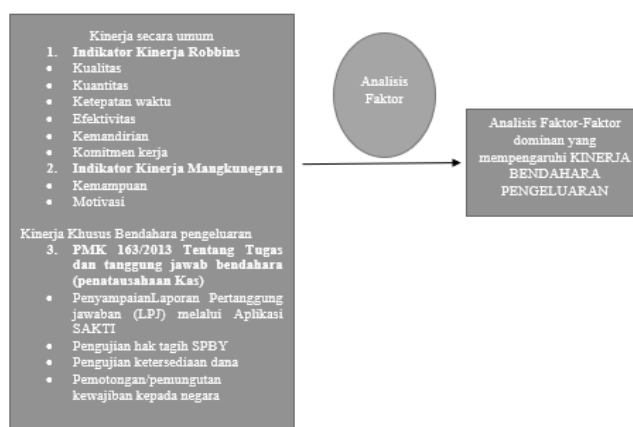 Kinerja secara umum
1. Indikator Kinerja Robbins
• Kualitas
• Kuantitas
• Ketepatan waktu
• Efektivitas
• Kemandirian
• Komitmen kerja
2. Indikator Kinerja Mangkunegara
• Kemampuan
• Motivasi
Kinerja Khusus Bendahara pengeluaran
3. PMK 163/2013 Tentang Tugas
dan tanggung jawab bendahara
(penatausahaan Kas)
• PenyampaianLaporan Pertanggung
jawaban (LPJ) melalui Aplikasi
SAKTI
• Pengujian hak tagih SPBY
• Pengujian ketersediaan dana
• Pemotongan/pemungutan
kewajiban kepada negara
Analisis
Faktor
Analisis Faktor-Faktor
dominan yang
mempengaruhi KINERJA
BENDAHARA
PENGELUARAN